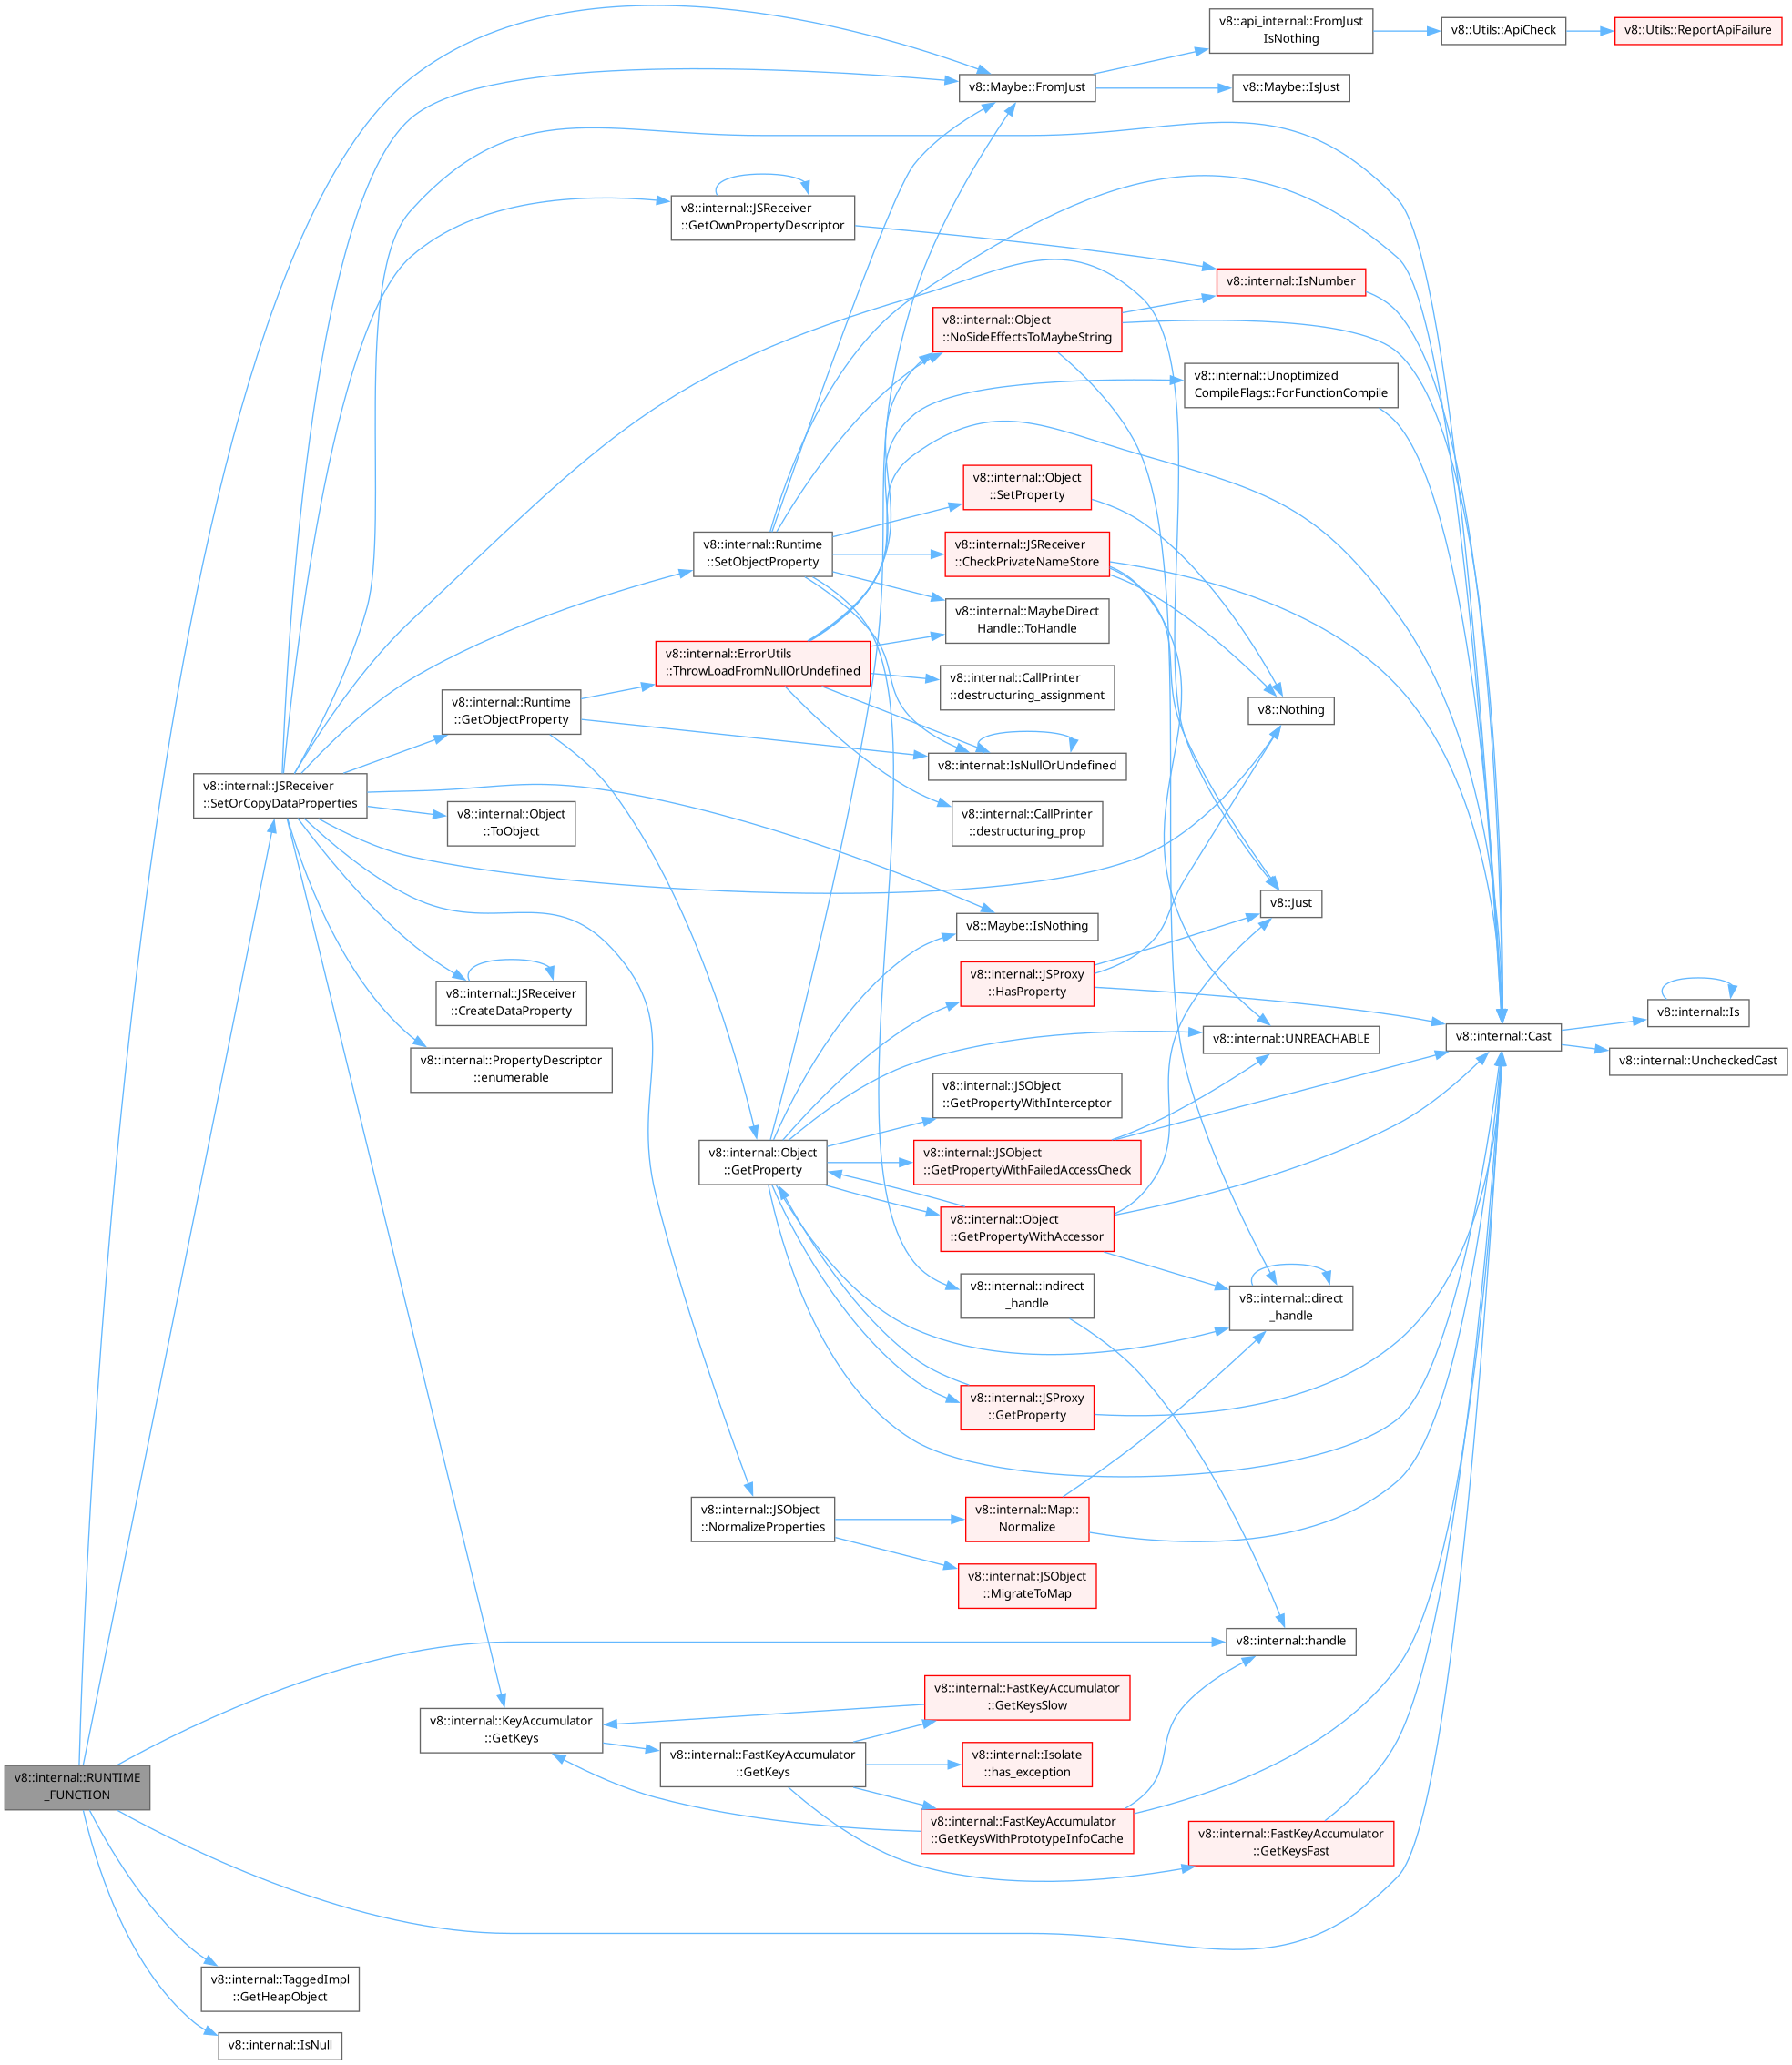 v8::api_internal::FromJust
IsNothing
v8::Utils::ApiCheck
v8::Utils::ReportApiFailure
v8::Maybe::FromJust
v8::Maybe::IsJust
v8::internal::JSReceiver
::GetOwnPropertyDescriptor
v8::internal::IsNumber
v8::internal::Object
::NoSideEffectsToMaybeString
v8::internal::Unoptimized
CompileFlags::ForFunctionCompile
v8::internal::Object
::SetProperty
v8::internal::Runtime
::SetObjectProperty
v8::internal::JSReceiver
::CheckPrivateNameStore
v8::internal::MaybeDirect
Handle::ToHandle
v8::internal::ErrorUtils
::ThrowLoadFromNullOrUndefined
v8::internal::CallPrinter
::destructuring_assignment
v8::internal::Runtime
::GetObjectProperty
v8::Nothing
v8::internal::IsNullOrUndefined
v8::internal::JSReceiver
::SetOrCopyDataProperties
v8::internal::Object
::ToObject
v8::internal::CallPrinter
::destructuring_prop
v8::Just
v8::Maybe::IsNothing
v8::internal::JSReceiver
::CreateDataProperty
v8::internal::JSProxy
::HasProperty
v8::internal::Is
v8::internal::PropertyDescriptor
::enumerable
v8::internal::UNREACHABLE
v8::internal::Cast
v8::internal::UncheckedCast
v8::internal::JSObject
::GetPropertyWithInterceptor
v8::internal::Object
::GetProperty
v8::internal::JSObject
::GetPropertyWithFailedAccessCheck
v8::internal::Object
::GetPropertyWithAccessor
v8::internal::indirect
_handle
v8::internal::direct
_handle
v8::internal::JSProxy
::GetProperty
v8::internal::JSObject
::NormalizeProperties
v8::internal::Map::
Normalize
v8::internal::JSObject
::MigrateToMap
v8::internal::handle
v8::internal::FastKeyAccumulator
::GetKeysSlow
v8::internal::KeyAccumulator
::GetKeys
v8::internal::FastKeyAccumulator
::GetKeys
v8::internal::Isolate
::has_exception
v8::internal::RUNTIME
_FUNCTION
v8::internal::FastKeyAccumulator
::GetKeysWithPrototypeInfoCache
v8::internal::FastKeyAccumulator
::GetKeysFast
v8::internal::TaggedImpl
::GetHeapObject
v8::internal::IsNull